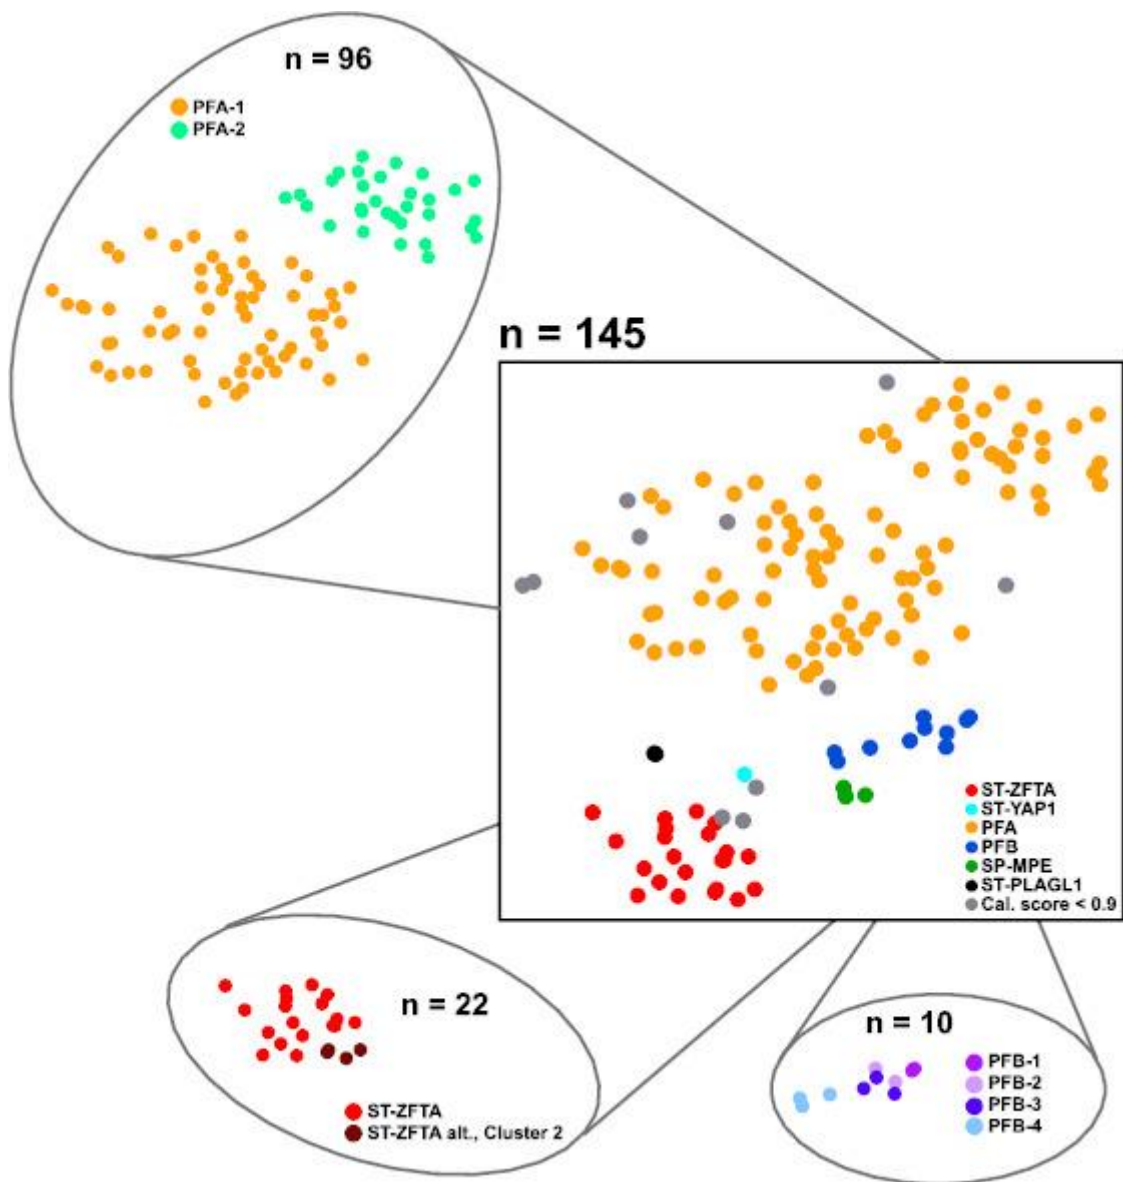 n = 96
PFA-1
PFA-2
n = 145
ST-ZFTA
ST-YAP1
PFA
PFB
SP-MPE
ST-PLAGL1
Cal. score < 0.9
n = 22
ST-ZFTA
ST-ZFTA alt., Cluster 2
n = 10
PFB-1
PFB-2
PFB-3
PFB-4